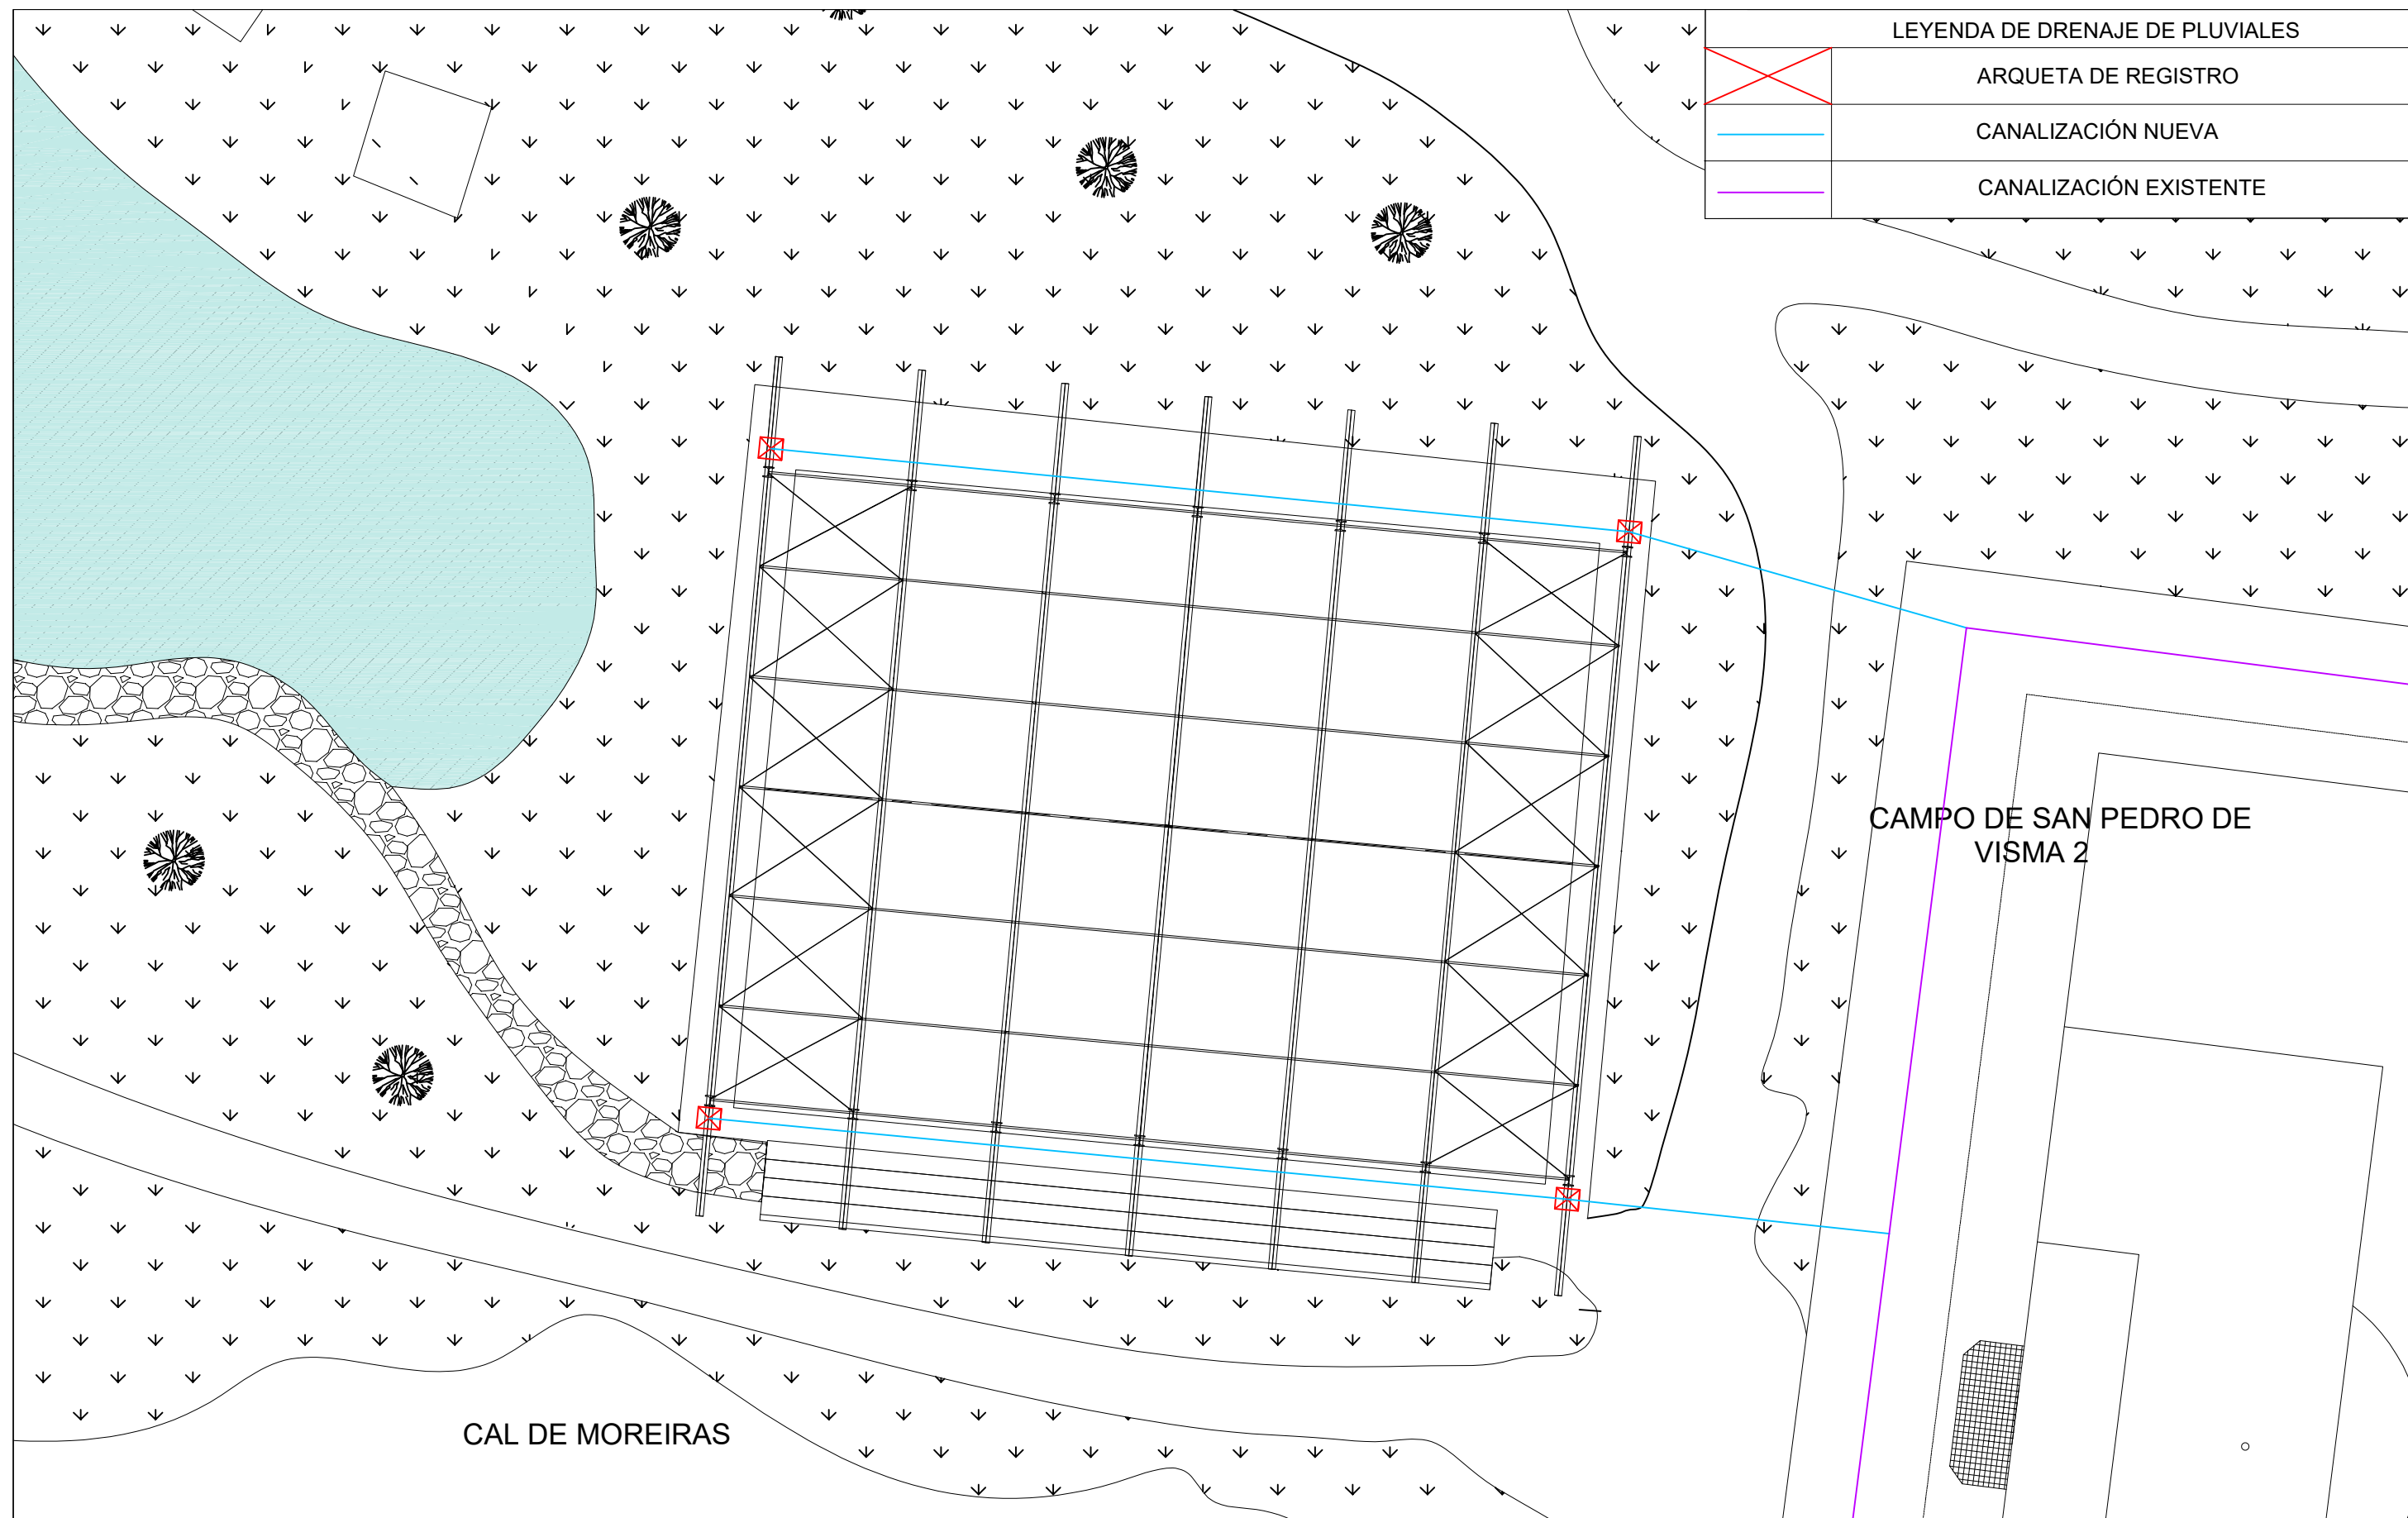 LEYENDA DE DRENAJE DE PLUVIALES
ARQUETA DE REGISTRO
CANALIZACIÓN NUEVA
CANALIZACIÓN EXISTENTE
CAMPO DE SAN PEDRO DE
VISMA 2
CAL DE MOREIRAS